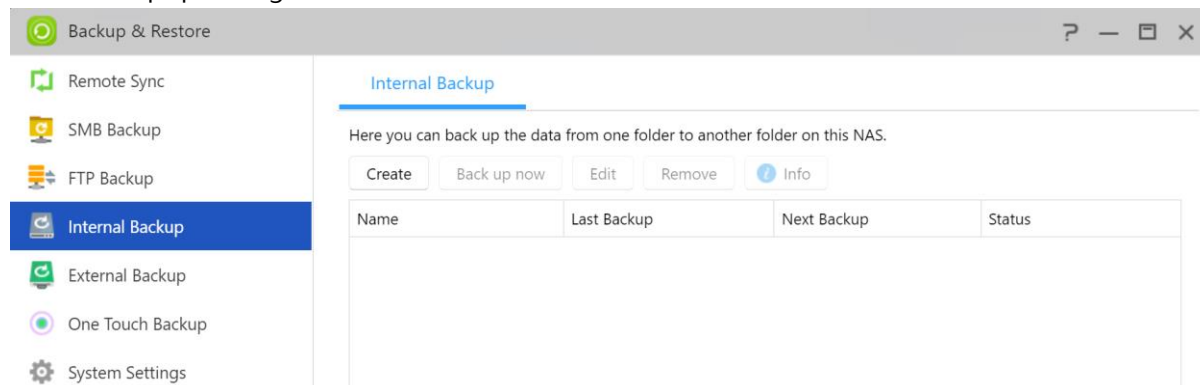 Backup & Restore
Remote Sync
SMB Backup
FTP Backup
Internal Backup
External Backup
One Touch Backup
System Settings
Internal Backup
Here you can back up the data from one folder to another folder on this NAS.
Create Back up now Edit Remove Info
Name Last Backup Next Backup Status